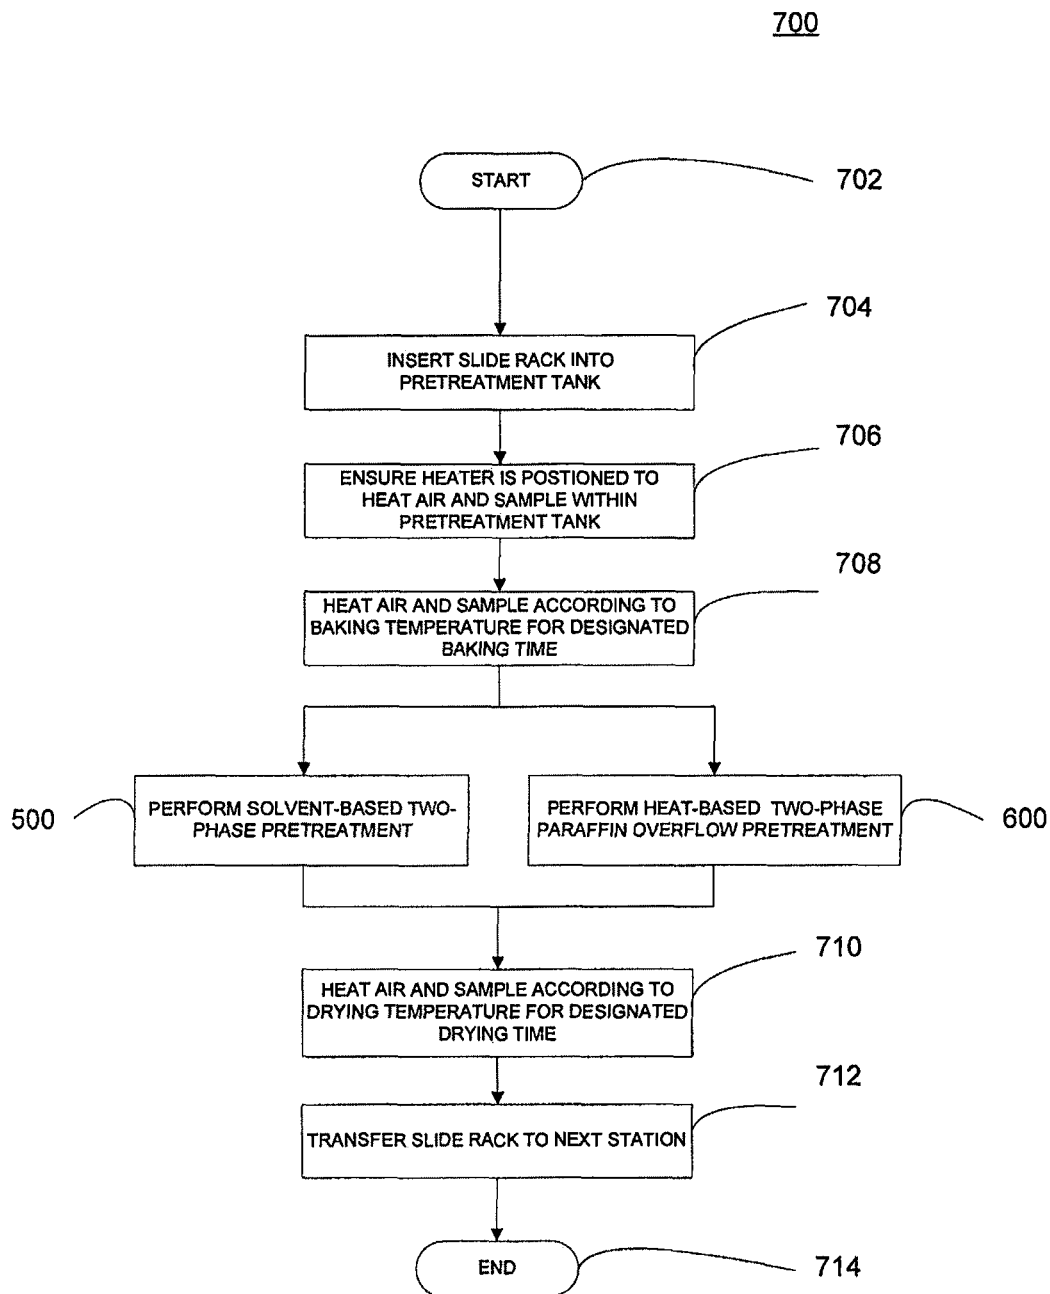 700
START
702
704
INSERT SLIDE RACK INTO
PRETREATMENT TANK
706
ENSURE HEATER IS POSTIONED TO
HEAT AIR AND SAMPLE WITHIN
PRETREATMENT TANK
708
HEAT AIR AND SAMPLE ACCORDING TO
BAKING TEMPERATURE FOR DESIGNATED
BAKING TIME
500
PERFORM SOLVENT-BASED TWO-
PHASE PRETREATMENT
PERFORM HEAT-BASED TWO-PHASE
PARAFFIN OVERFLOW PRETREATMENT
600
710
HEAT AIR AND SAMPLE ACCORDING TO
DRYING TEMPERATURE FOR DESIGNATED
DRYING TIME
712
TRANSFER SLIDE RACK TO NEXT STATION
END
714